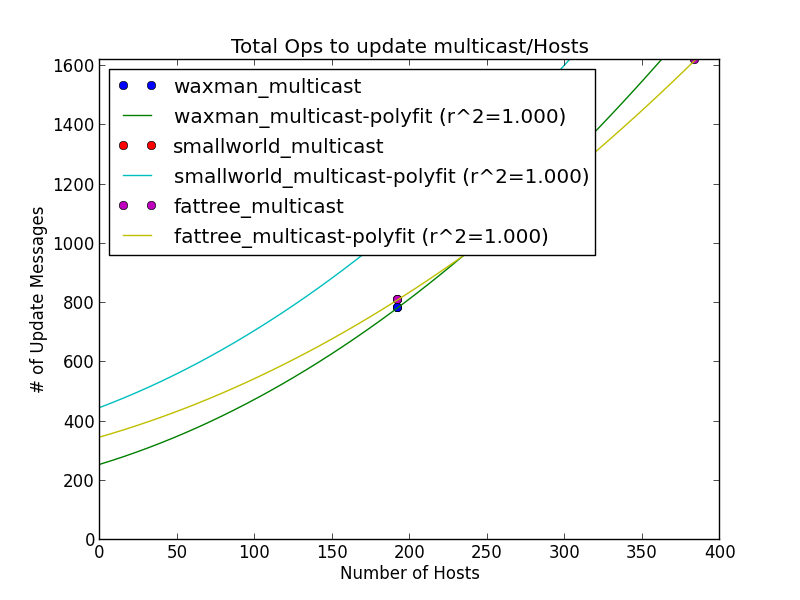 Total Ops to update multicast/Hosts
1600
1400
1200
1000
800
600
400
200
0
# of Update Messages
waxman_multicast
waxman_multicast-polyfit (r^2=1.000)
smallworld_multicast
smallworld_multicast-polyfit (r^2=1.000)
fattree_multicast
fattree_multicast-polyfit (r^2=1.000)
0 50 100 150 200 250 300 350 400
Number of Hosts